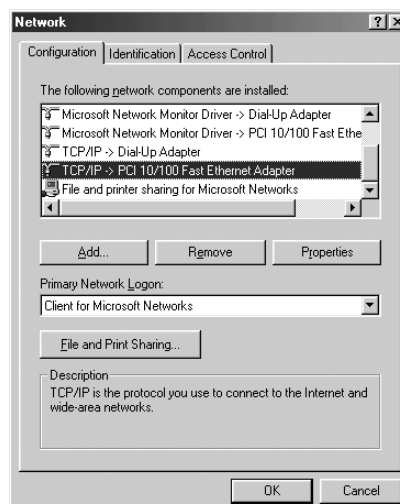 Network
Configuration Identification Access Control
The following network components are installed:
Microsoft Network Monitor Driver -> Dial-Up Adapter
Microsoft Network Monitor Driver -> PCI 10/100 Fast Ethe
TCP/IP -> Dial-Up Adapter
TCP/IP -> PCI 10/100 Fast Ethernet Adapter
File and printer sharing for Microsoft Networks
Add... Remove Properties
Primary Network Logon:
Client for Microsoft Networks
File and Print Sharing...
Description
TCP/IP is the protocol you use to connect to the Internet and
wide-area networks.
OK Cancel